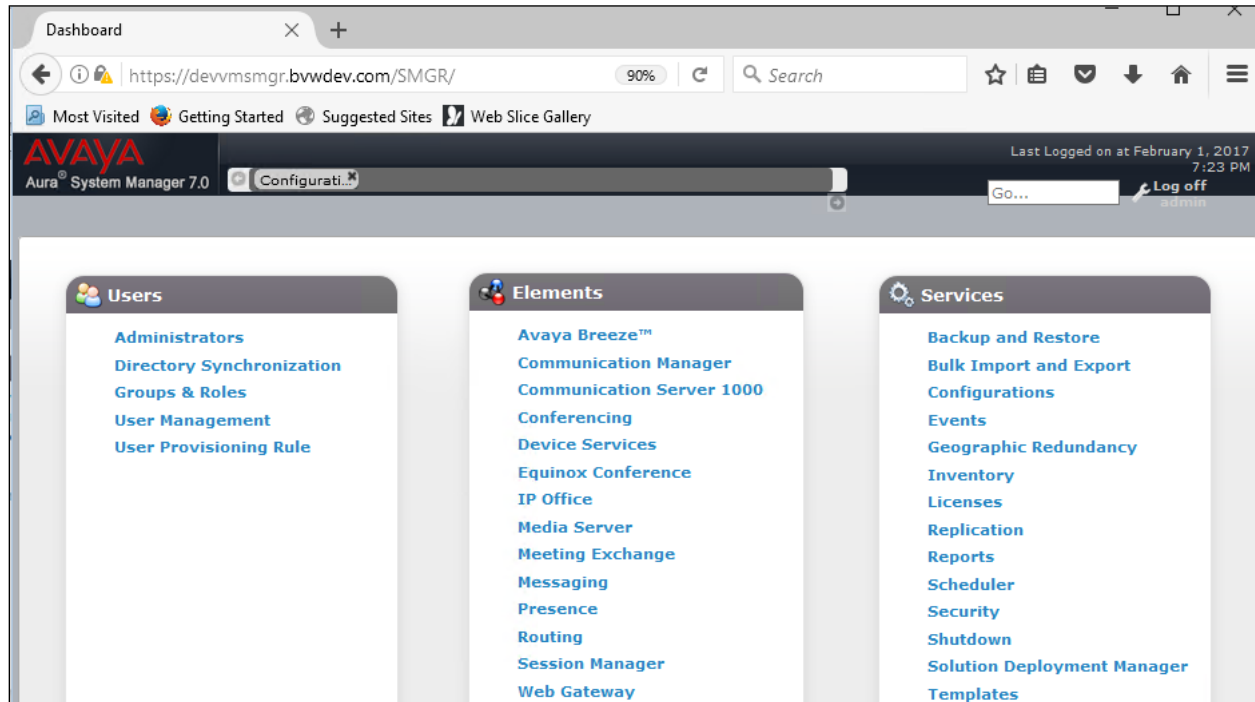 Dashboard
https://devvmsmgr.bvwdev.com/SMGR/
90%
Search
Most Visited
Getting Started
Suggested Sites
Web Slice Gallery
AVAYA
Aura® System Manager 7.0
Configurati...
Last Logged on at February 1, 2017
7:23 PM
Go...
Log off
admin
Users
Administrators
Directory Synchronization
Groups & Roles
User Management
User Provisioning Rule
Elements
Avaya Breeze™
Communication Manager
Communication Server 1000
Conferencing
Device Services
Equinox Conference
IP Office
Media Server
Meeting Exchange
Messaging
Presence
Routing
Session Manager
Web Gateway
Services
Backup and Restore
Bulk Import and Export
Configurations
Events
Geographic Redundancy
Inventory
Licenses
Replication
Reports
Scheduler
Security
Shutdown
Solution Deployment Manager
Templates